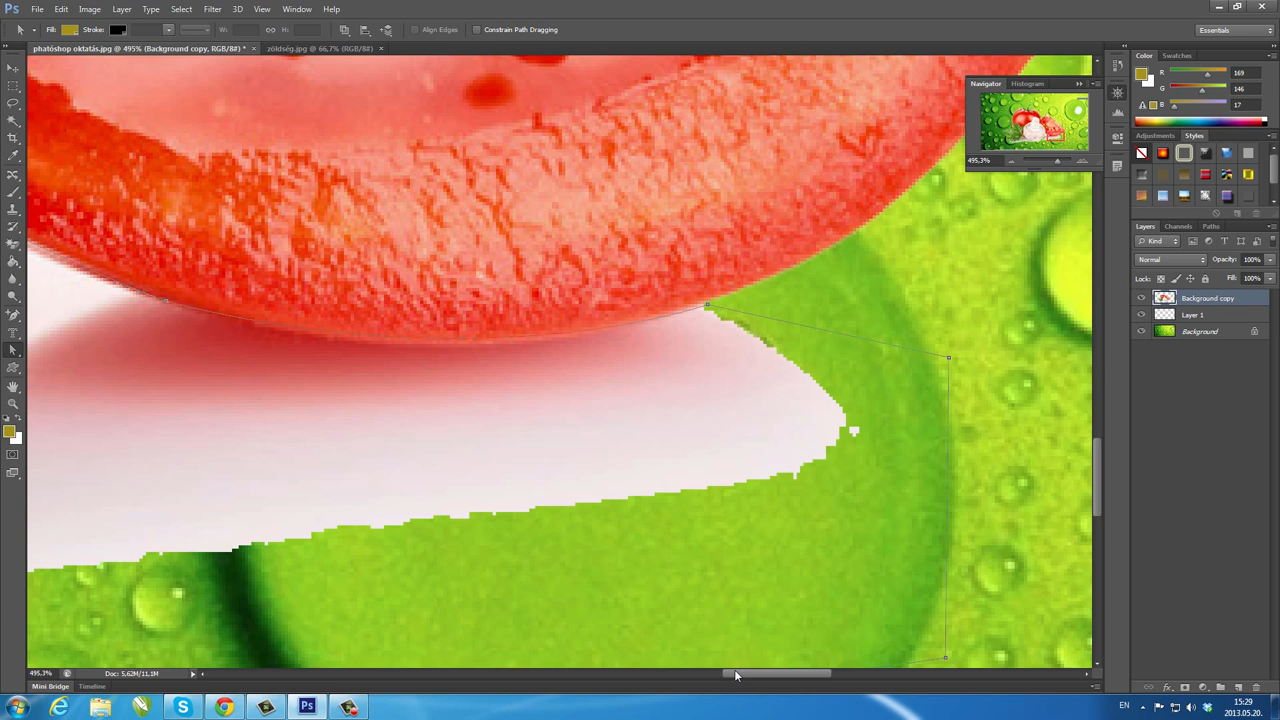 Ps File Edit Image Layer Type Select Filter 3D View Window Help
Fill: Stroke: W: H: Align Edges Constrain Path Dragging Essentials
photóshop oktatás.jpg @ 495% (Background copy, RGB/8#) * × zöldség.jpg @ 66,7% (RGB/8#) ×
Color Swatches
R 169
G 146
B 17
Navigator Histogram
495,3%
Adjustments Styles
Layers Channels Paths
Kind
Normal Opacity: 100%
Lock: Fill: 100%
Background copy
Layer 1
Background
495,3% Doc: 5,62M/11,1M
Mini Bridge Timeline
EN 15:29
2013.05.20.